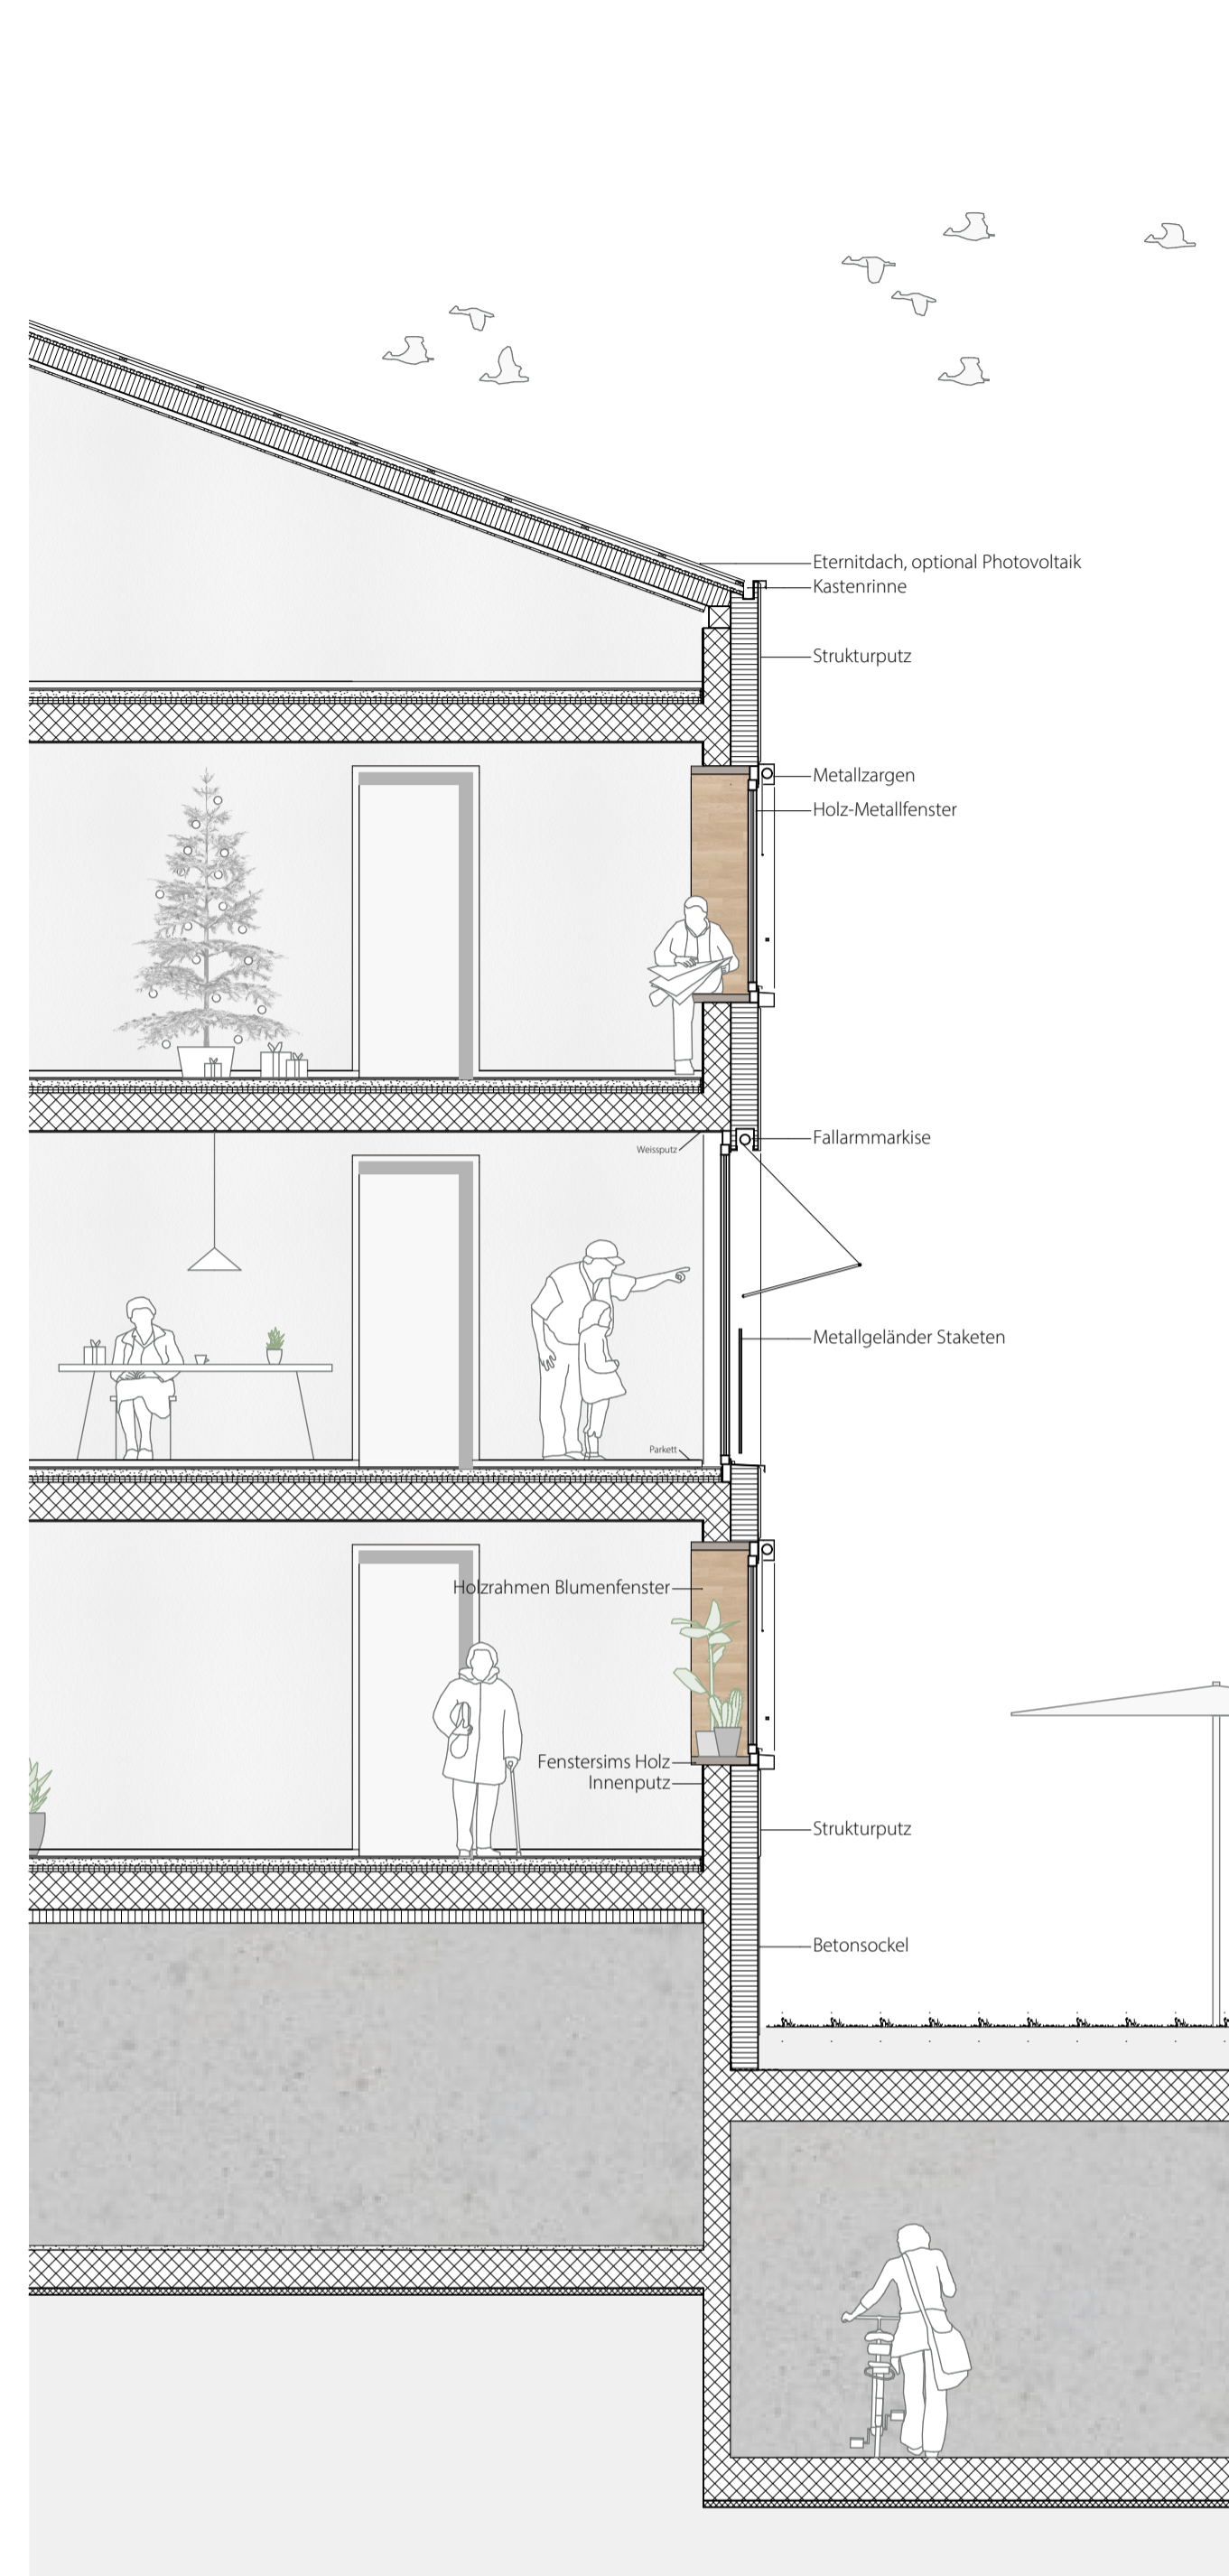 Eternitdach, optional Photovoltaik
Kastenrinne
Strukturputz
Metallzargen
Holz-Metallfenster
Fallarmmarkise
Weissputz
Metallgeländer Staketen
Parkett
Holzrahmen Blumenfenster
Fenstersims Holz
Innenputz
Strukturputz
Betonsockel